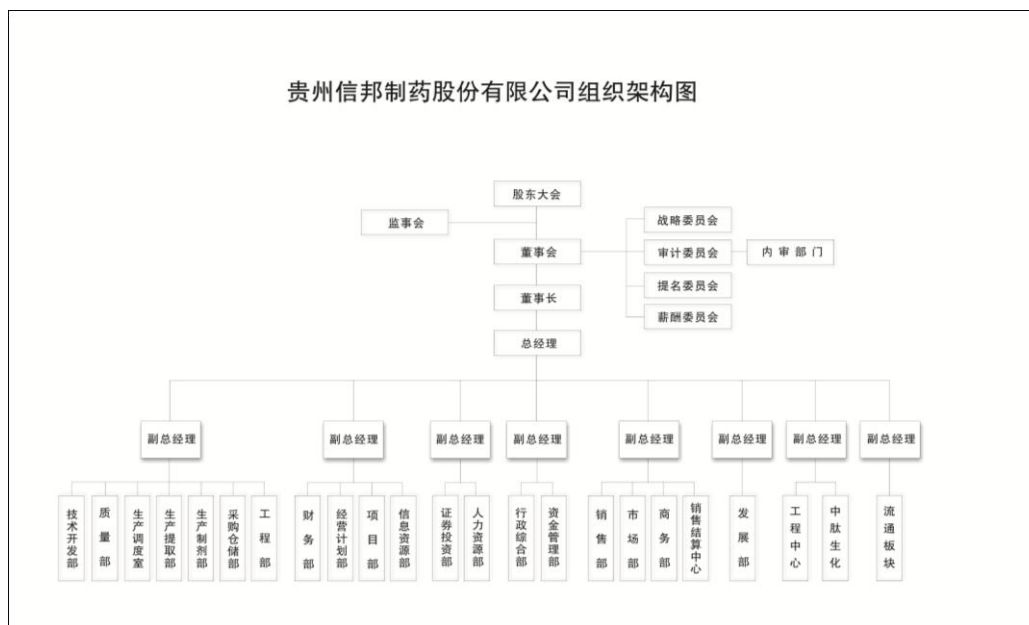 贵州信邦制药股份有限公司组织架构图
股东大会
监事会
战略委员会
董事会
审计委员会
内审部门
提名委员会
董事长
薪酬委员会
总经理
副总经理
副总经理
副总经理
副总经理
副总经理
副总经理
副总经理
副总经理
技术开发部
质量部
生产调度室
生产提取部
生产制剂部
采购仓储部
工程部
财务部
经营计划部
项目部
信息资源部
证券投资部
人力资源部
行政综合部
资金管理部
销售部
市场部
商务部
销售结算中心
发展部
工程中心
中肽生化
流通板块